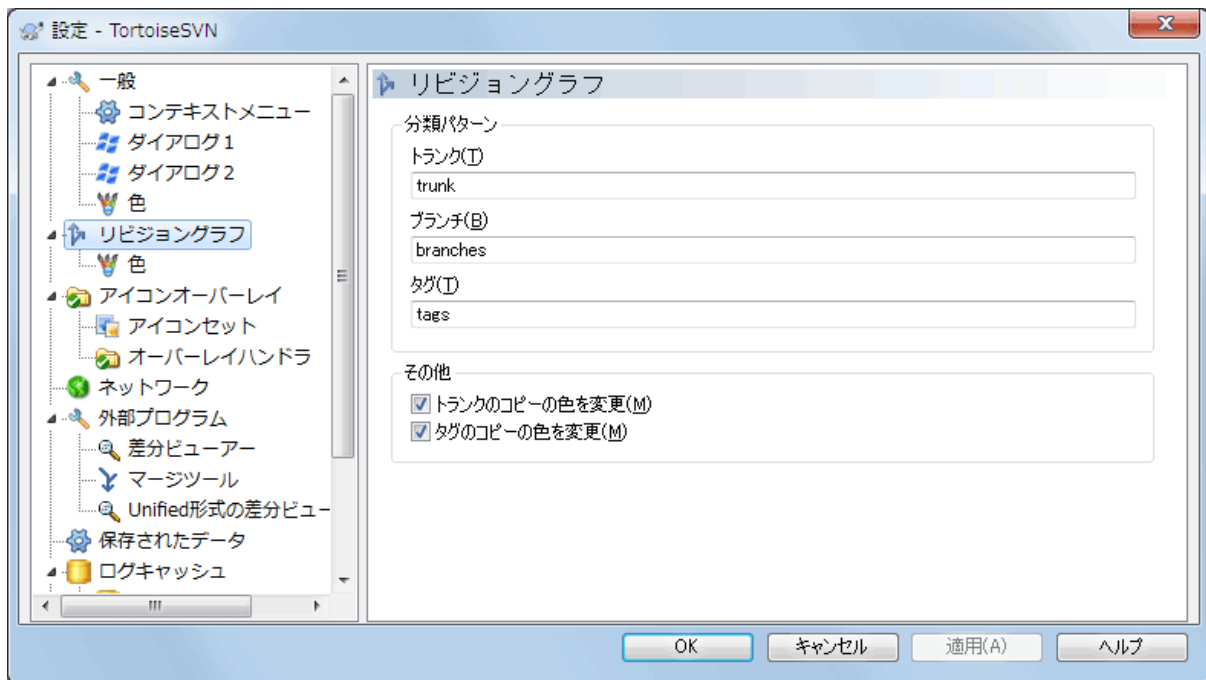 設定 - TortoiseSVN
一般
コンテキストメニュー
ダイアログ1
ダイアログ2
色
リビジョングラフ
色
アイコンオーバーレイ
アイコンセット
オーバーレイハンドラ
ネットワーク
外部プログラム
差分ビューアー
マージツール
Unified形式の差分ビュー
保存されたデータ
ログキャッシュ
リビジョングラフ
分類パターン
トランク(T)
trunk
ブランチ(B)
branches
タグ(T)
tags
その他
トランクのコピーの色を変更(M)
タグのコピーの色を変更(M)
OK
キャンセル
適用(A)
ヘルプ